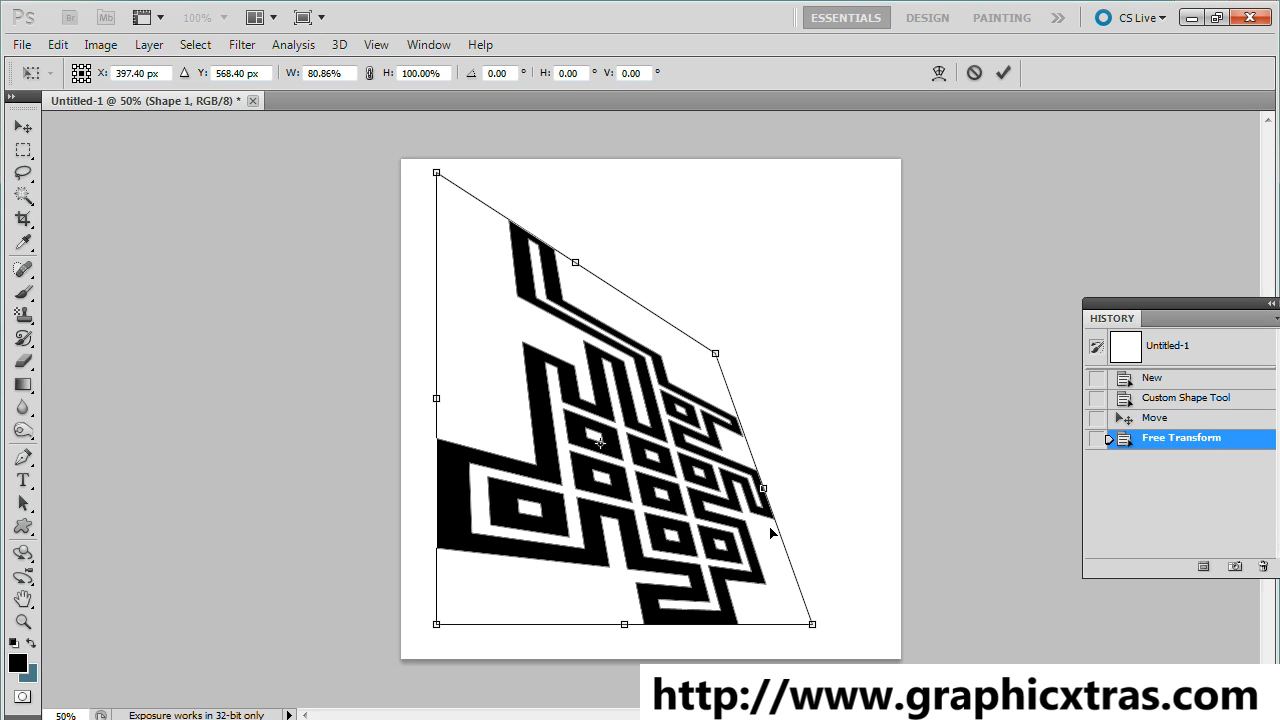 Ps Br Mb 100% ESSENTIALS DESIGN PAINTING CS Live
File Edit Image Layer Select Filter Analysis 3D View Window Help
X: 397.40 px Y: 568.40 px W: 80.86% H: 100.00% 0.00 ° H: 0.00 ° V: 0.00 °
Untitled-1 @ 50% (Shape 1, RGB/8) *
HISTORY
Untitled-1
New
Custom Shape Tool
Move
Free Transform
T
50% Exposure works in 32-bit only
http://www.graphicxtras.com